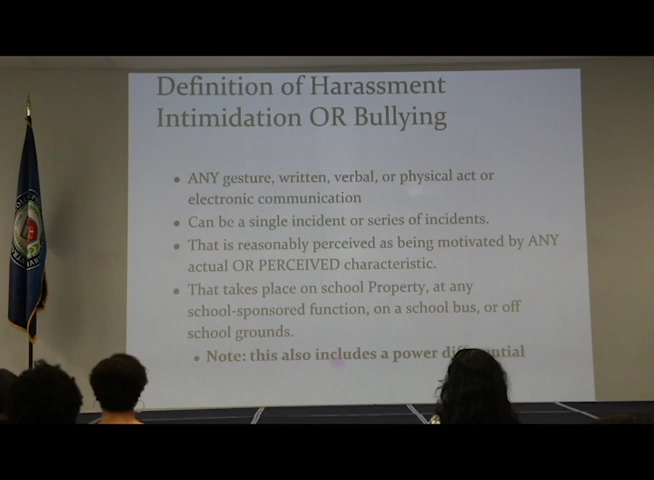 Definition of Harassment
Intimidation OR Bullying
• ANY gesture, written, verbal, or physical act or
electronic communication
• Can be a single incident or series of incidents.
• That is reasonably perceived as being motivated by ANY
actual OR PERCEIVED characteristic.
• That takes place on school Property, at any
school-sponsored function, on a school bus, or off
school grounds.
• Note: this also includes a power differential